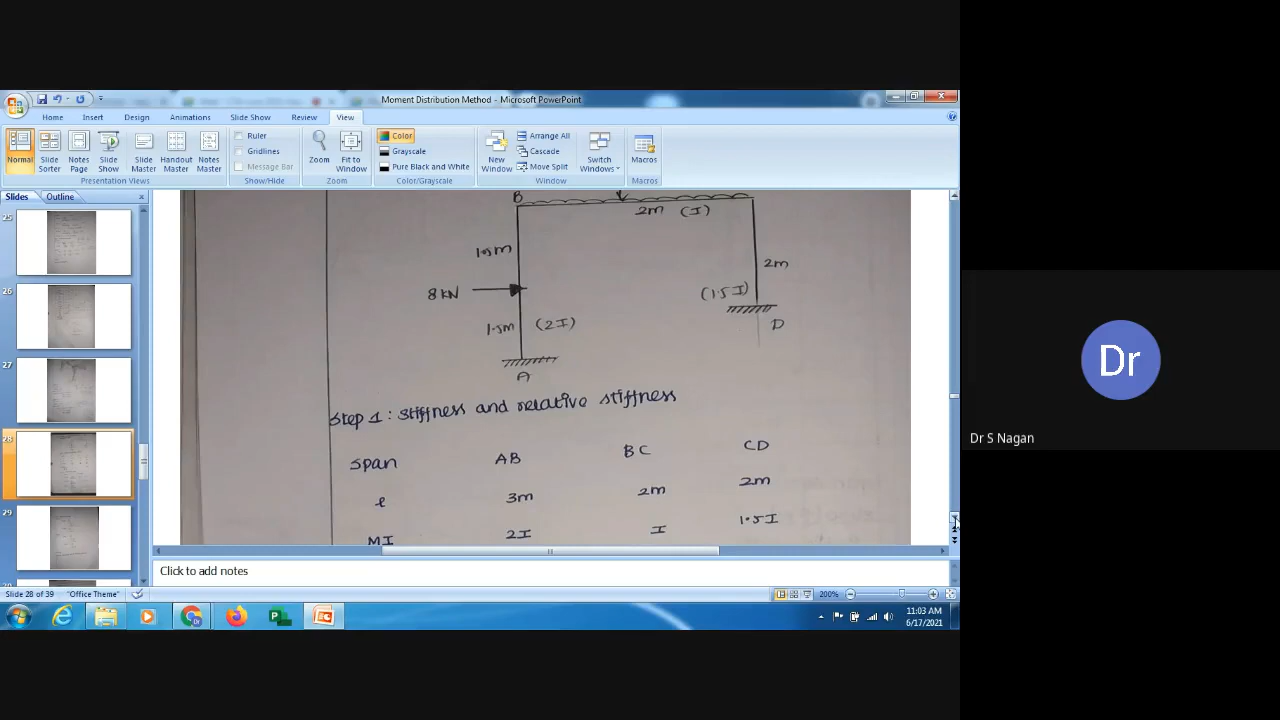 Moment Distribution Method - Microsoft PowerPoint
Home Insert Design Animations Slide Show Review View
Normal Slide Sorter Notes Page Slide Show Slide Master Handout Master Notes Master
Presentation Views
Ruler
Gridlines
Message Bar
Show/Hide
Zoom Fit to Window
Zoom
Color
Grayscale
Pure Black and White
Color/Grayscale
New Window
Arrange All
Cascade
Move Split
Switch Windows
Window
Macros
Macros
Slides Outline
25
26
27
28
29
B
2m (I)
1.5m
2m
8 kN
(1.5I)
1.5m (2I)
D
A
Step 1 : Stiffness and relative stiffness
Span AB BC CD
l 3m 2m 2m
MI 2I I 1.5I
Click to add notes
Slide 28 of 39 "Office Theme" 200%
11:03 AM
6/17/2021
Dr
Dr S Nagan